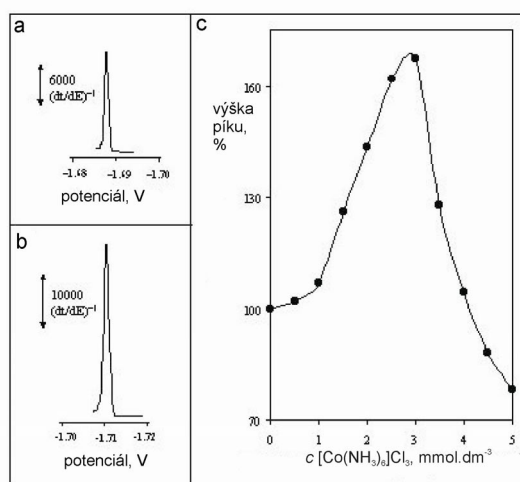 a
6000
(dt/dE)⁻¹
-1.68 -1.69 -1.70
potenciál, V
b
10000
(dt/dE)⁻¹
-1.70 -1.71 -1.72
potenciál, V
c
výška
píku,
%
160
130
100
70
0 1 2 3 4 5
c [Co(NH₃)₆]Cl₃, mmol.dm⁻³